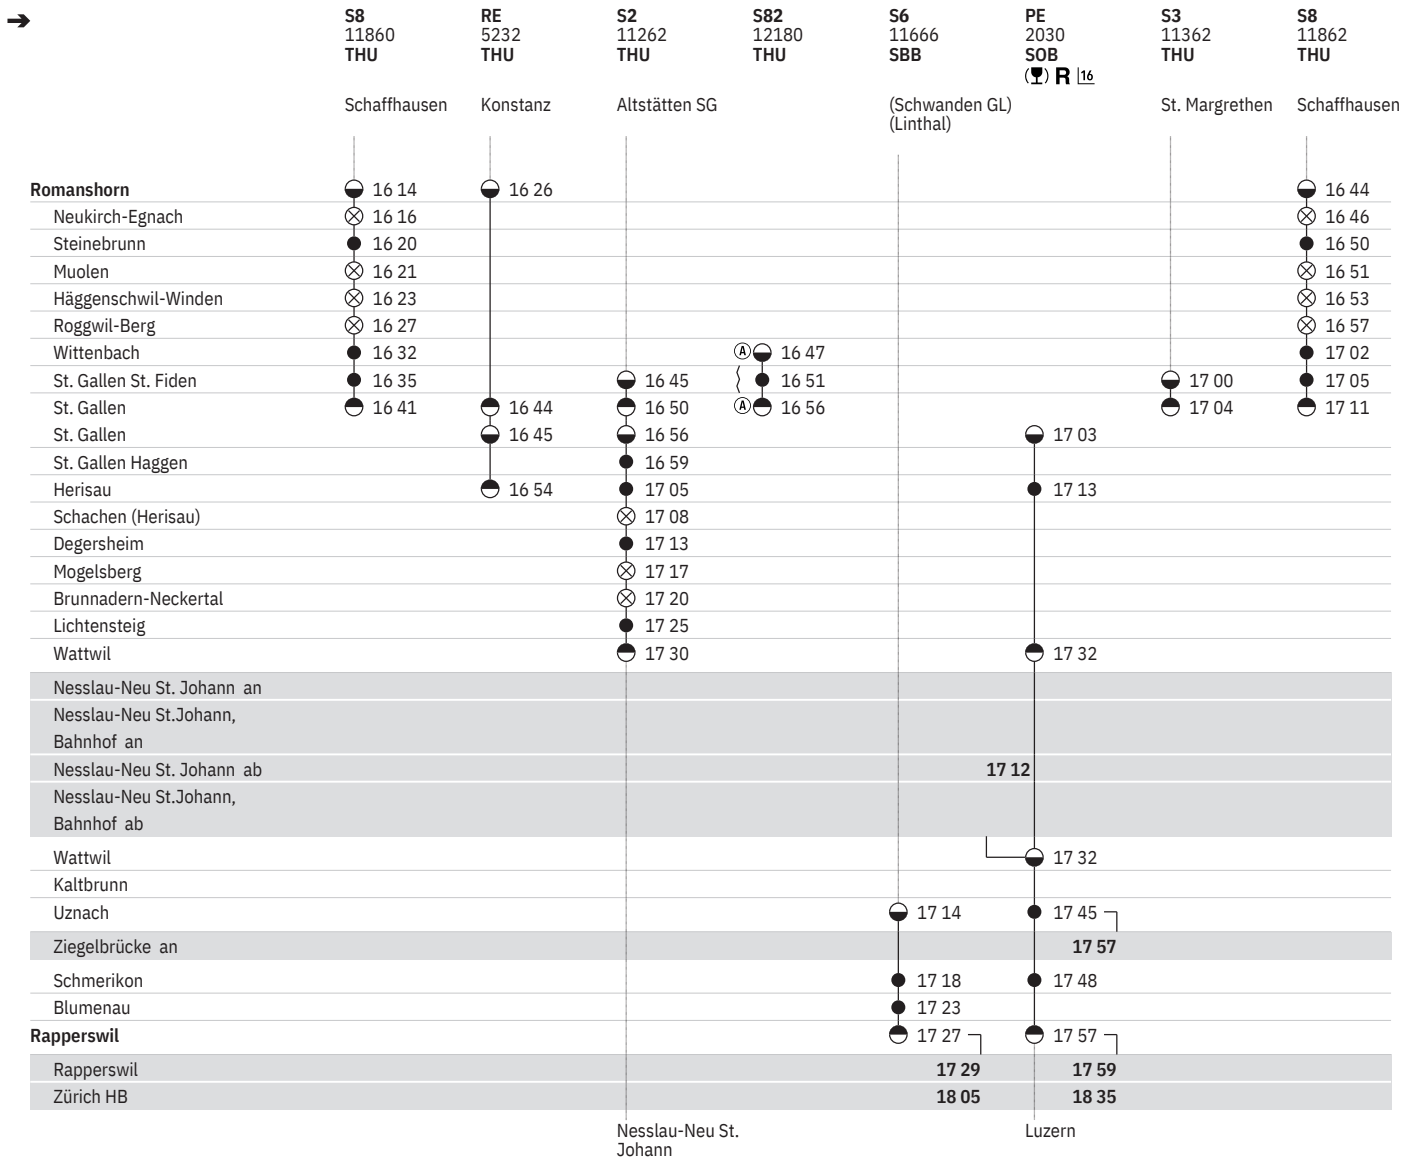 ➔ S8 RE S2 S82 S6 PE S3 S8
11860 5232 11262 12180 11666 2030 11362 11862
THU THU THU THU SBB SOB THU THU
R 16
Schaffhausen Konstanz Altstätten SG (Schwanden GL) St. Margrethen Schaffhausen
(Linthal)
Romanshorn 16 14 16 26 16 44
Neukirch-Egnach 16 16 16 46
Steinebrunn 16 20 16 50
Muolen 16 21 16 51
Häggenschwil-Winden 16 23 16 53
Roggwil-Berg 16 27 16 57
Wittenbach 16 32 A 16 47 17 02
St. Gallen St. Fiden 16 35 16 45 16 51 17 00 17 05
St. Gallen 16 41 16 44 16 50 A 16 56 17 04 17 11
St. Gallen 16 45 16 56 17 03
St. Gallen Haggen 16 59
Herisau 16 54 17 05 17 13
Schachen (Herisau) 17 08
Degersheim 17 13
Mogelsberg 17 17
Brunnadern-Neckertal 17 20
Lichtensteig 17 25
Wattwil 17 30 17 32
Nesslau-Neu St. Johann an
Nesslau-Neu St.Johann,
Bahnhof an
Nesslau-Neu St. Johann ab 17 12
Nesslau-Neu St.Johann,
Bahnhof ab
Wattwil 17 32
Kaltbrunn
Uznach 17 14 17 45
Ziegelbrücke an 17 57
Schmerikon 17 18 17 48
Blumenau 17 23
Rapperswil 17 27 17 57
Rapperswil 17 29 17 59
Zürich HB 18 05 18 35
Nesslau-Neu St. Luzern
Johann